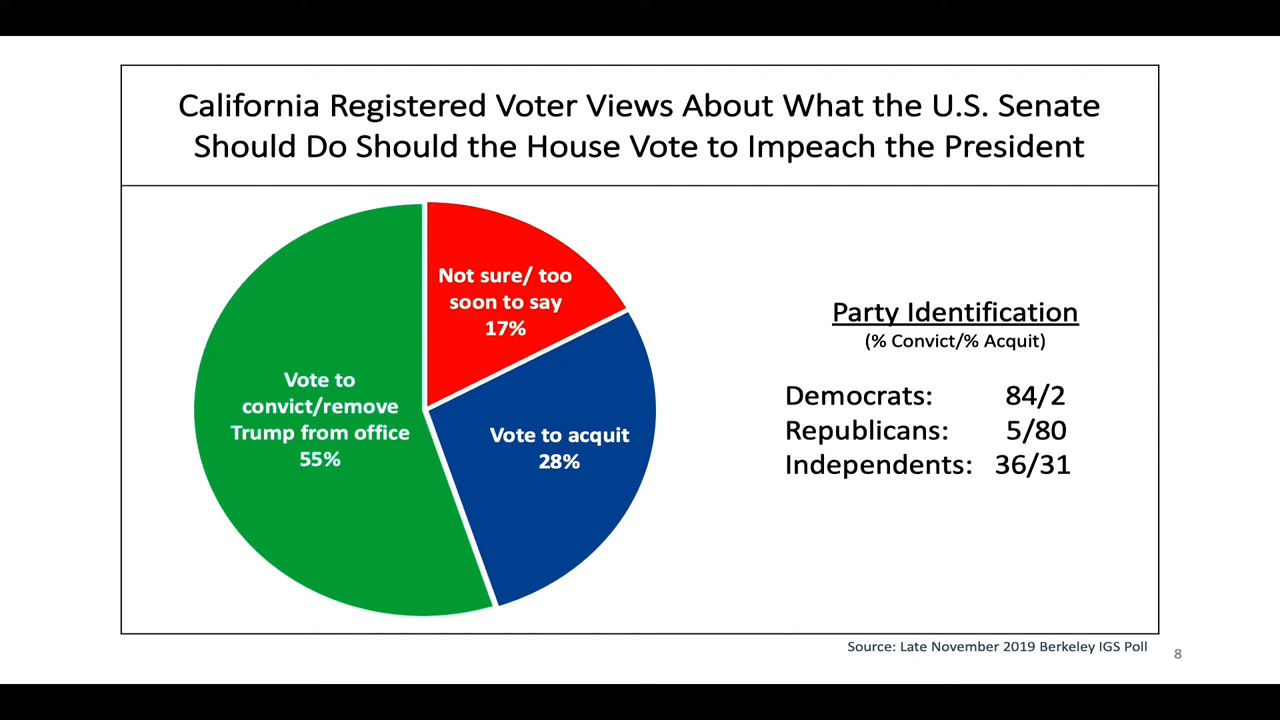 California Registered Voter Views About What the U.S. Senate
Should Do Should the House Vote to Impeach the President
Not sure/ too
soon to say
17%
Vote to
convict/remove
Trump from office
55%
Vote to acquit
28%
Party Identification
(% Convict/% Acquit)
Democrats: 84/2
Republicans: 5/80
Independents: 36/31
Source: Late November 2019 Berkeley IGS Poll
8